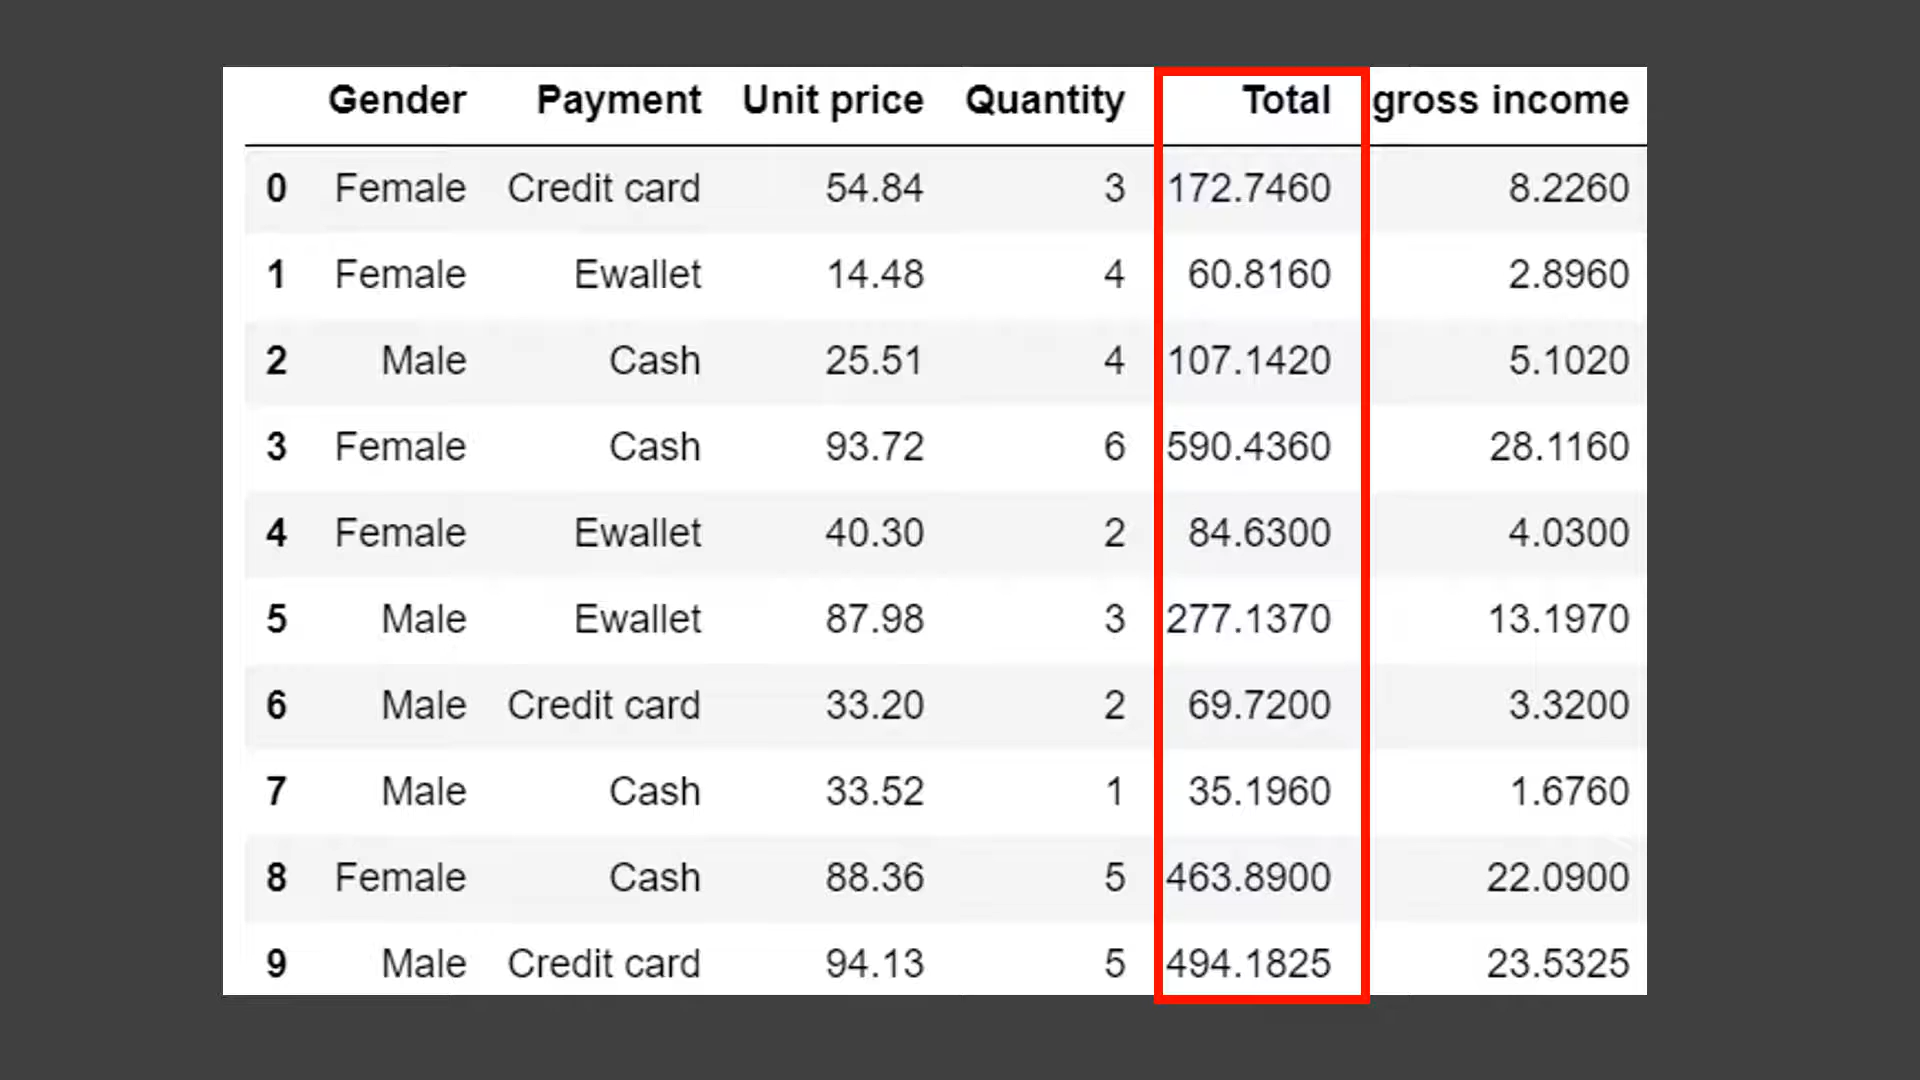 Gender Payment Unit price Quantity Total gross income
0 Female Credit card 54.84 3 172.7460 8.2260
1 Female Ewallet 14.48 4 60.8160 2.8960
2 Male Cash 25.51 4 107.1420 5.1020
3 Female Cash 93.72 6 590.4360 28.1160
4 Female Ewallet 40.30 2 84.6300 4.0300
5 Male Ewallet 87.98 3 277.1370 13.1970
6 Male Credit card 33.20 2 69.7200 3.3200
7 Male Cash 33.52 1 35.1960 1.6760
8 Female Cash 88.36 5 463.8900 22.0900
9 Male Credit card 94.13 5 494.1825 23.5325